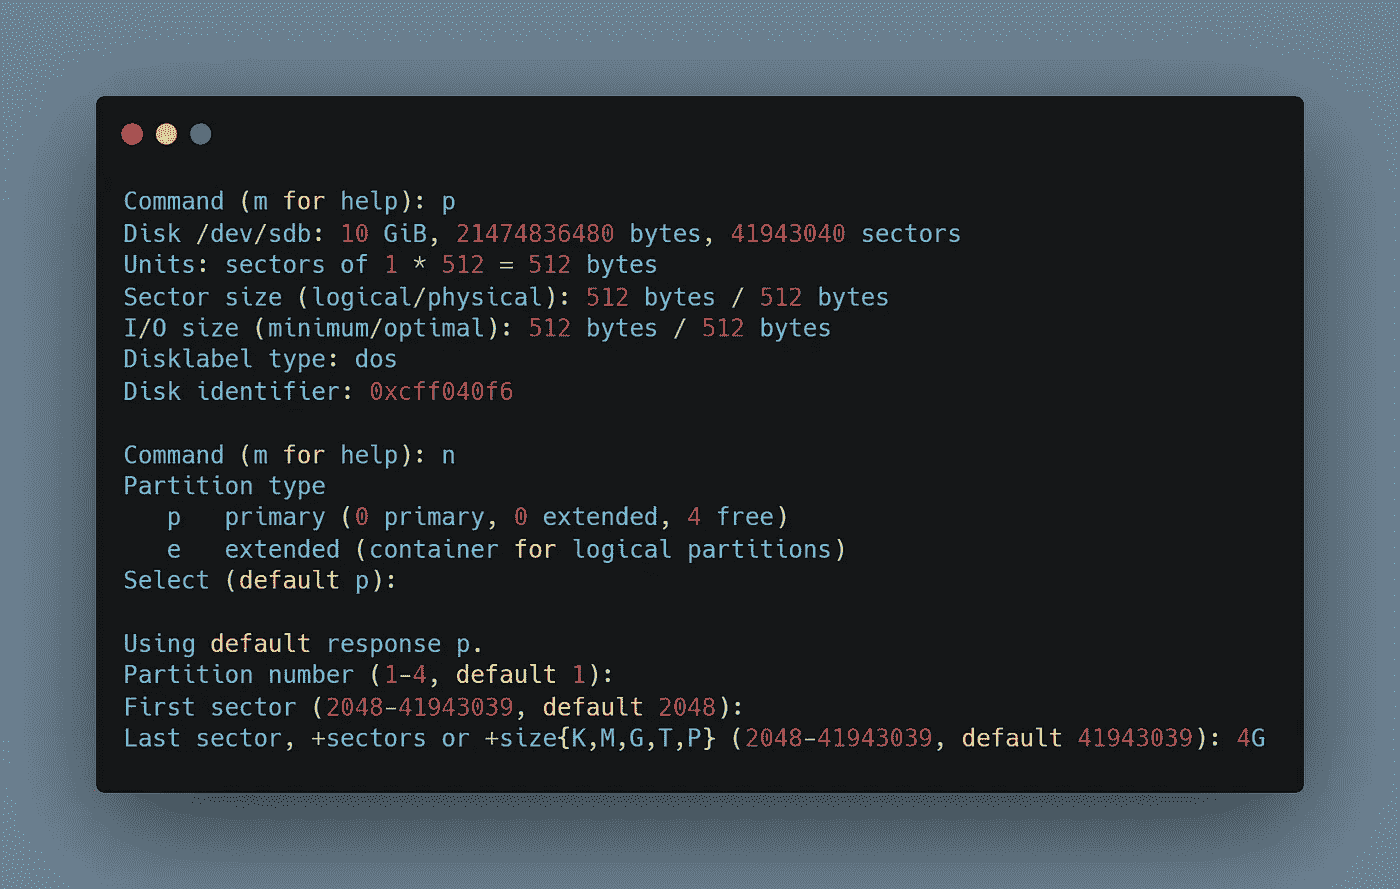 Command (m for help): p
Disk /dev/sdb: 10 GiB, 21474836480 bytes, 41943040 sectors
Units: sectors of 1 * 512 = 512 bytes
Sector size (logical/physical): 512 bytes / 512 bytes
I/O size (minimum/optimal): 512 bytes / 512 bytes
Disklabel type: dos
Disk identifier: 0xcff040f6
Command (m for help): n
Partition type
   p   primary (0 primary, 0 extended, 4 free)
   e   extended (container for logical partitions)
Select (default p):
Using default response p.
Partition number (1-4, default 1):
First sector (2048-41943039, default 2048):
Last sector, +sectors or +size{K,M,G,T,P} (2048-41943039, default 41943039): 4G